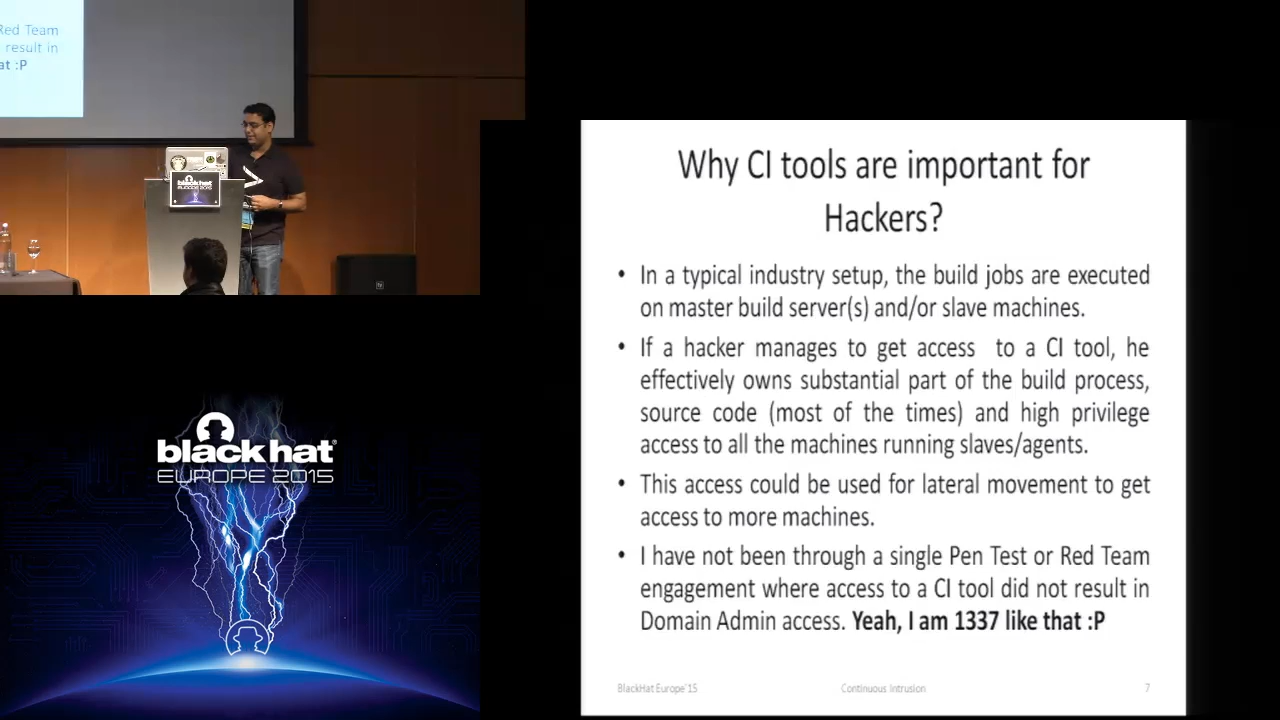 Red Team
result in
at :P
black hat
EUROPE 2015
black hat
EUROPE 2015
Why CI tools are important for
Hackers?
• In a typical industry setup, the build jobs are executed
on master build server(s) and/or slave machines.
• If a hacker manages to get access to a CI tool, he
effectively owns substantial part of the build process,
source code (most of the times) and high privilege
access to all the machines running slaves/agents.
• This access could be used for lateral movement to get
access to more machines.
• I have not been through a single Pen Test or Red Team
engagement where access to a CI tool did not result in
Domain Admin access. Yeah, I am 1337 like that :P
BlackHat Europe'15
Continuous Intrusion
7